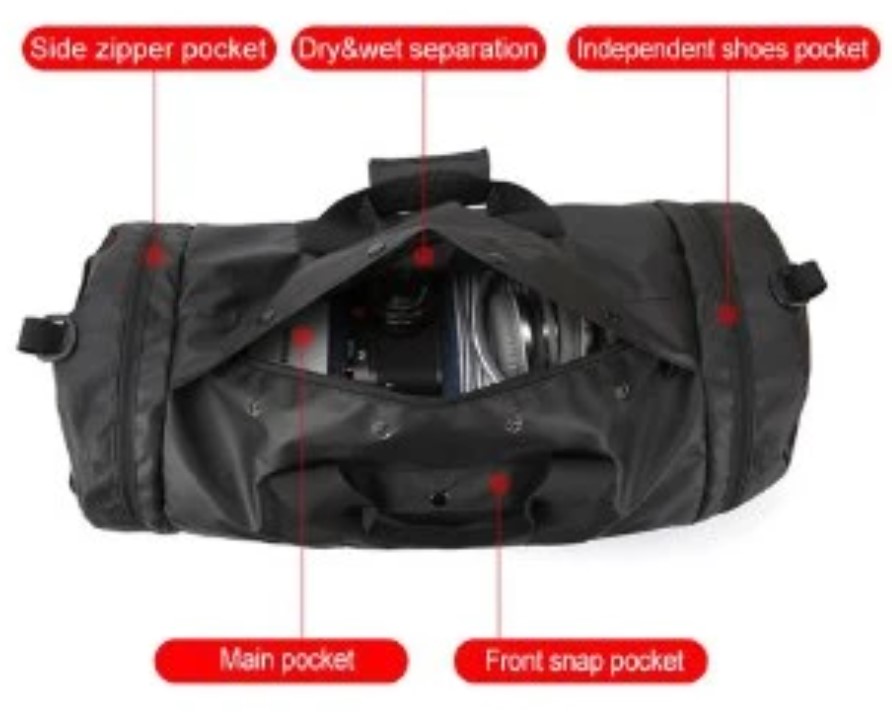 Side zipper pocket
Dry&wet separation
Independent shoes pocket
Main pocket
Front snap pocket